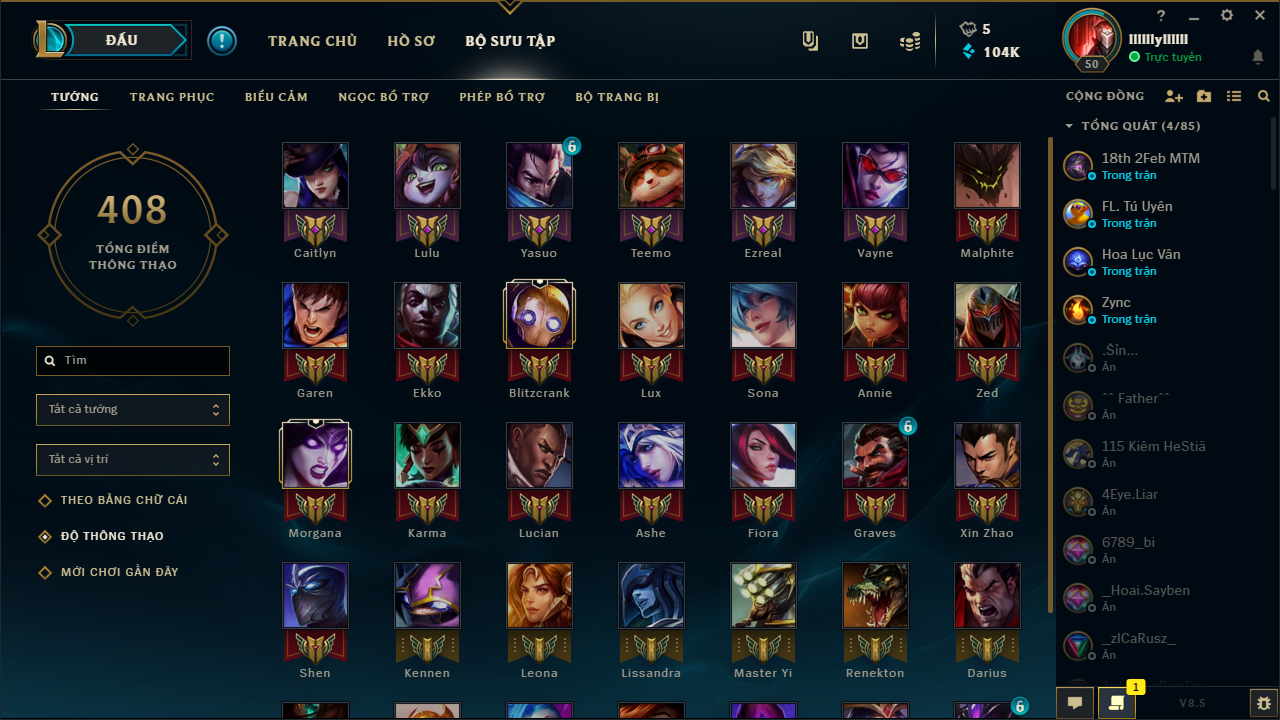 ĐẤU
!
TRANG CHỦ
HỒ SƠ
BỘ SƯU TẬP
5
104K
?
50
llllllyllllll
Trực tuyến
TƯỚNG
TRANG PHỤC
BIỂU CẢM
NGỌC BỔ TRỢ
PHÉP BỔ TRỢ
BỘ TRANG BỊ
CỘNG ĐỒNG
TỔNG QUÁT (4/85)
408
TỔNG ĐIỂM
THÔNG THẠO
Tìm
Tất cả tướng
Tất cả vị trí
THEO BẢNG CHỮ CÁI
ĐỘ THÔNG THẠO
MỚI CHƠI GẦN ĐÂY
6
Caitlyn
Lulu
Yasuo
Teemo
Ezreal
Vayne
Malphite
Garen
Ekko
Blitzcrank
Lux
Sona
Annie
Zed
6
Morgana
Karma
Lucian
Ashe
Fiora
Graves
Xin Zhao
Shen
Kennen
Leona
Lissandra
Master Yi
Renekton
Darius
6
18th 2Feb MTM
Trong trận
FL. Tú Uyên
Trong trận
Hoa Lục Vân
Trong trận
Zync
Trong trận
.Šin...
Ẩn
ˆˆ Fatherˆˆ
Ẩn
115 Kiêm HeStiä
Ẩn
4Eye.Liar
Ẩn
6789_bi
Ẩn
_Hoai.Sayben
Ẩn
_zICaRusz_
Ẩn
1
V8.5